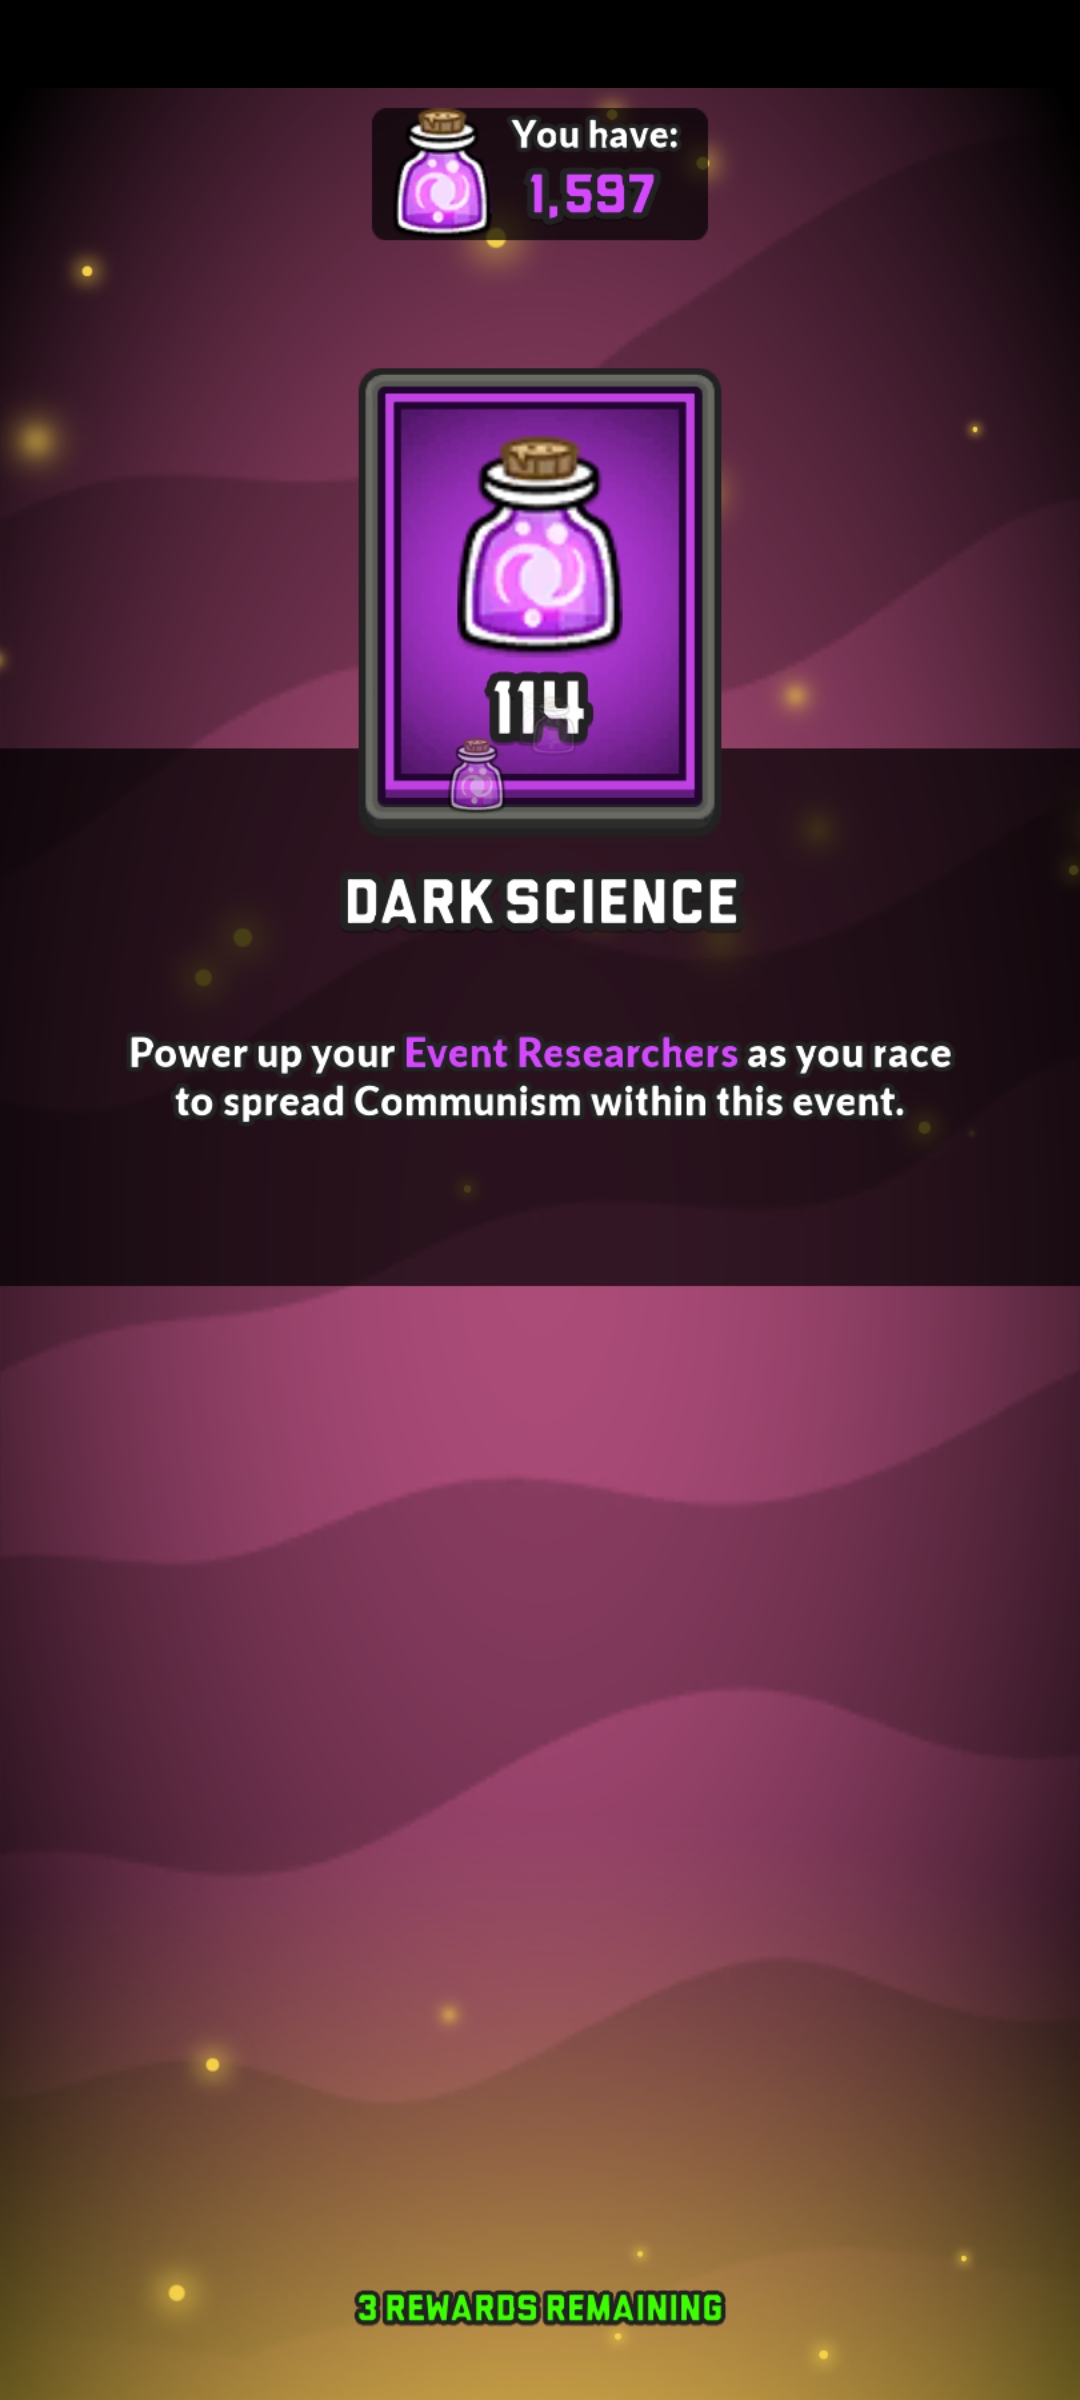 You have:
1,597
114
DARK SCIENCE
Power up your Event Researchers as you race
to spread Communism within this event.
3 REWARDS REMAINING